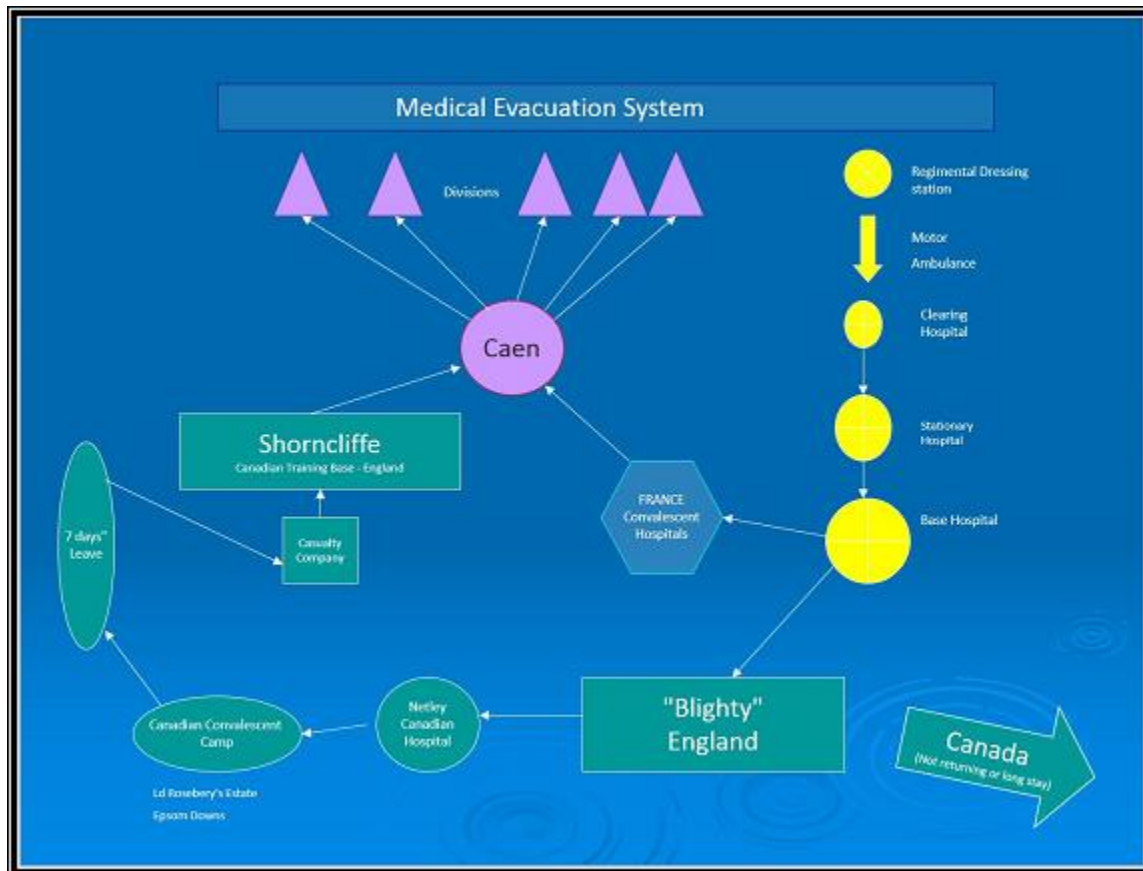 Medical Evacuation System
Divisions
Regimental Dressing
station
Motor
Ambulance
Clearing
Hospital
Caen
Stationary
Hospital
Shorncliffe
Canadian Training Base - England
FRANCE
Convalescent
Hospitals
Base Hospital
7 days"
Leave
Casualty
Company
"Blighty"
England
Netley
Canadian
Hospital
Canadian Convalescent
Camp
Canada
(Not returning or long stay)
Ld Rosebery's Estate
Epsom Downs